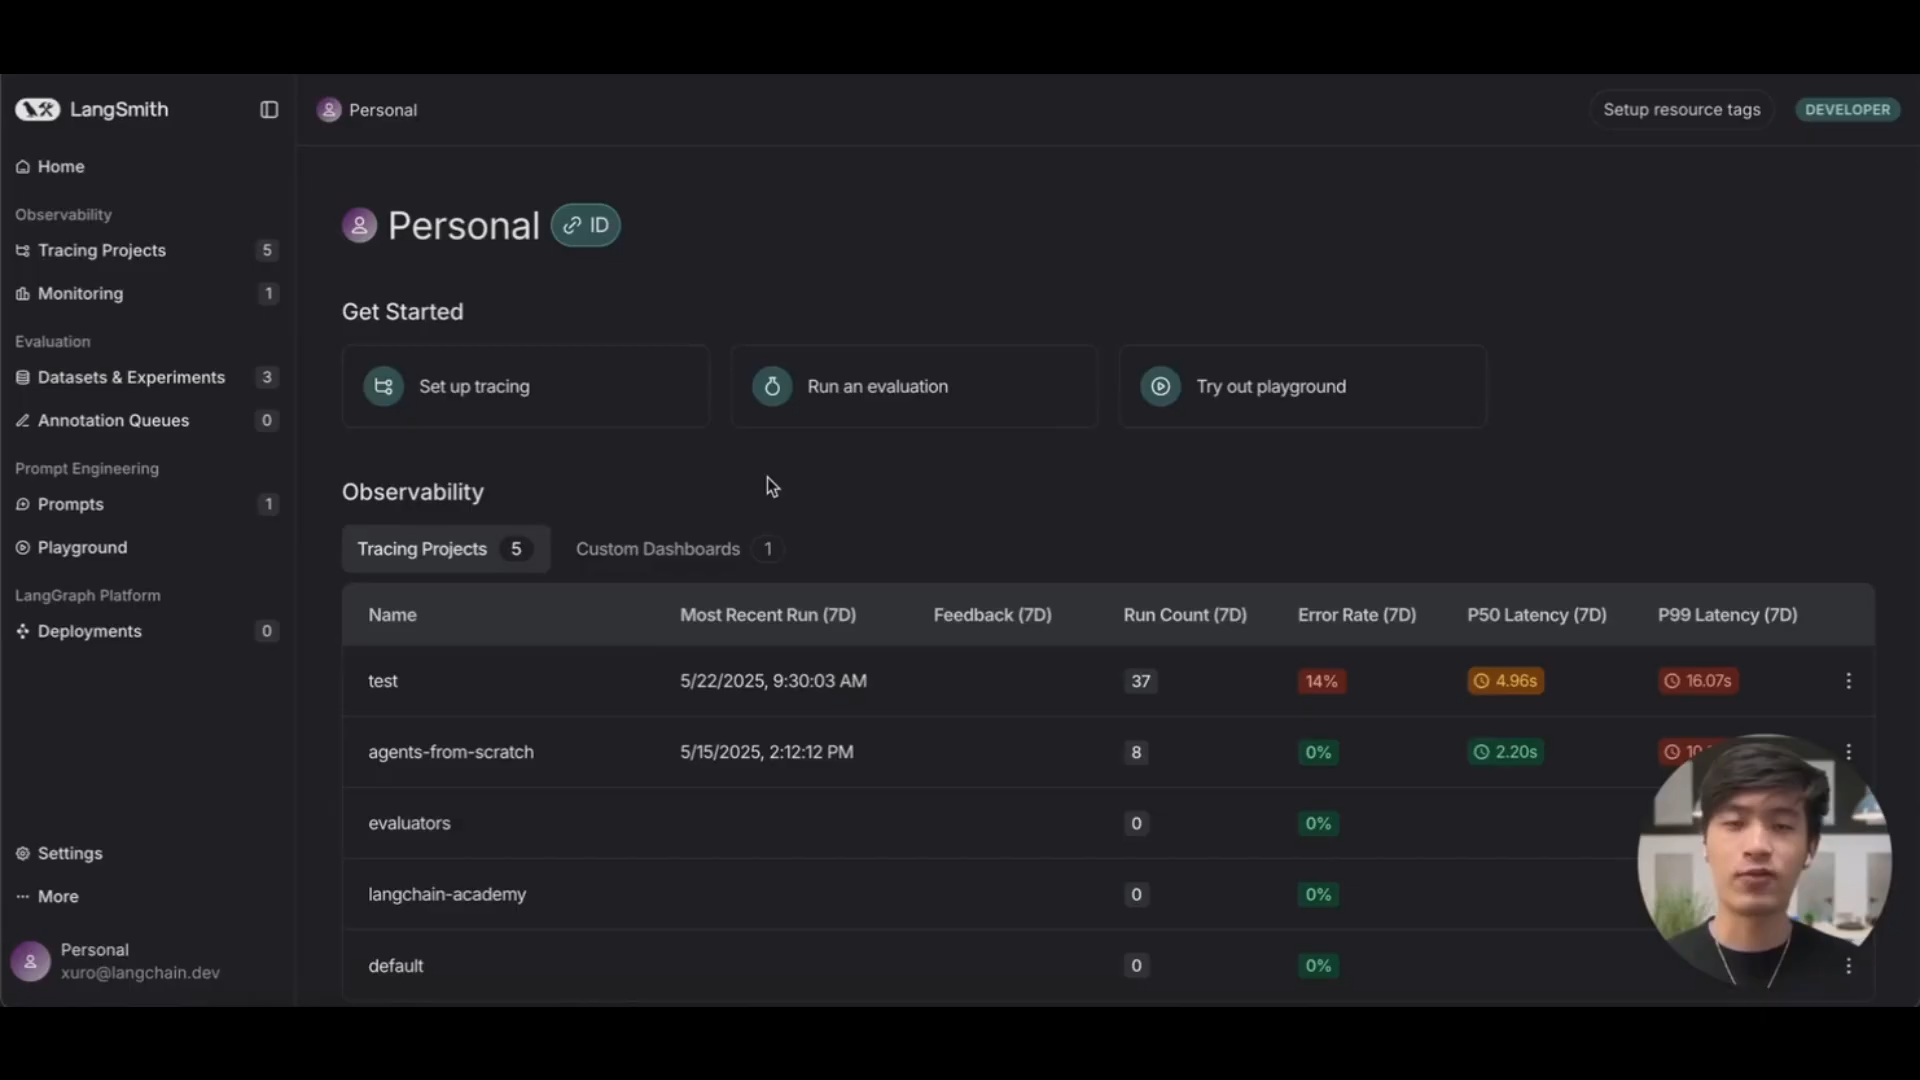 LangSmith
Personal
Setup resource tags
DEVELOPER
Home
Observability
Tracing Projects 5
Monitoring 1
Evaluation
Datasets & Experiments 3
Annotation Queues 0
Prompt Engineering
Prompts 1
Playground
LangGraph Platform
Deployments 0
Settings
More
Personal
xuro@langchain.dev
Personal ID
Get Started
Set up tracing
Run an evaluation
Try out playground
Observability
Tracing Projects 5
Custom Dashboards 1
Name Most Recent Run (7D) Feedback (7D) Run Count (7D) Error Rate (7D) P50 Latency (7D) P99 Latency (7D)
test 5/22/2025, 9:30:03 AM 37 14% 4.96s 16.07s
agents-from-scratch 5/15/2025, 2:12:12 PM 8 0% 2.20s
evaluators 0 0%
langchain-academy 0 0%
default 0 0%